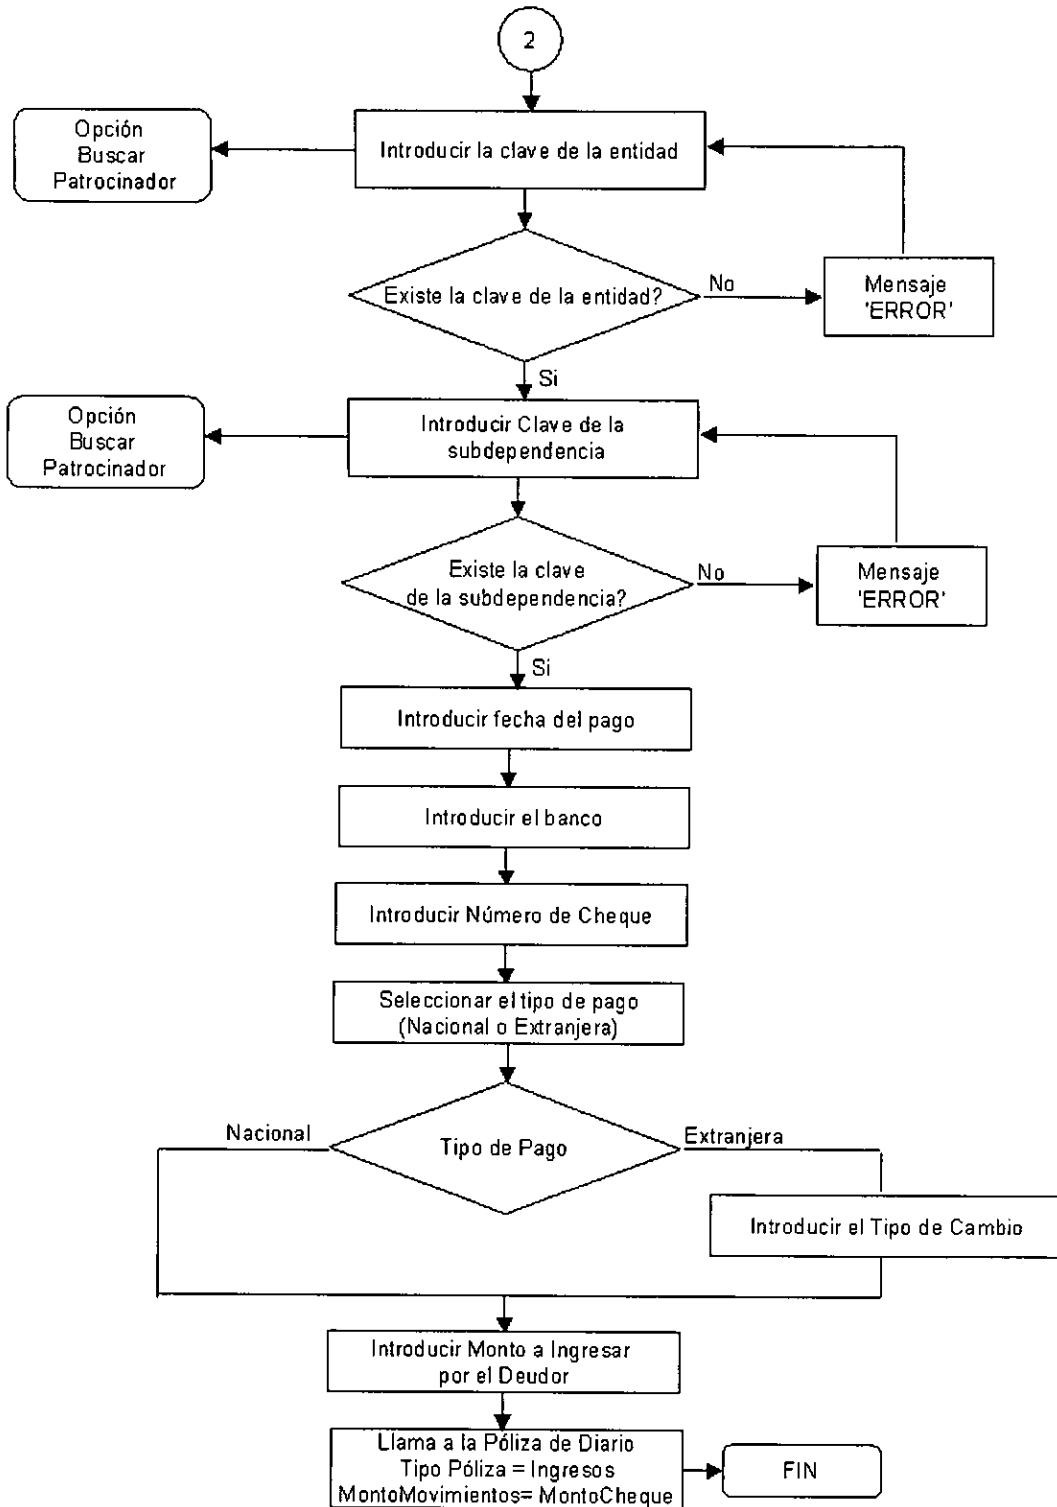 2
Opción
Buscar
Patrocinador
Introducir la clave de la entidad
Existe la clave de la entidad?
No
Mensaje
'ERROR'
Si
Opción
Buscar
Patrocinador
Introducir Clave de la
subdependencia
Existe la clave
de la subdependencia?
No
Mensaje
'ERROR'
Si
Introducir fecha del pago
Introducir el banco
Introducir Número de Cheque
Seleccionar el tipo de pago
(Nacional o Extranjera)
Nacional
Tipo de Pago
Extranjera
Introducir el Tipo de Cambio
Introducir Monto a Ingresar
por el Deudor
Llama a la Póliza de Diario
Tipo Póliza = Ingresos
MontoMovimientos= MontoCheque
FIN